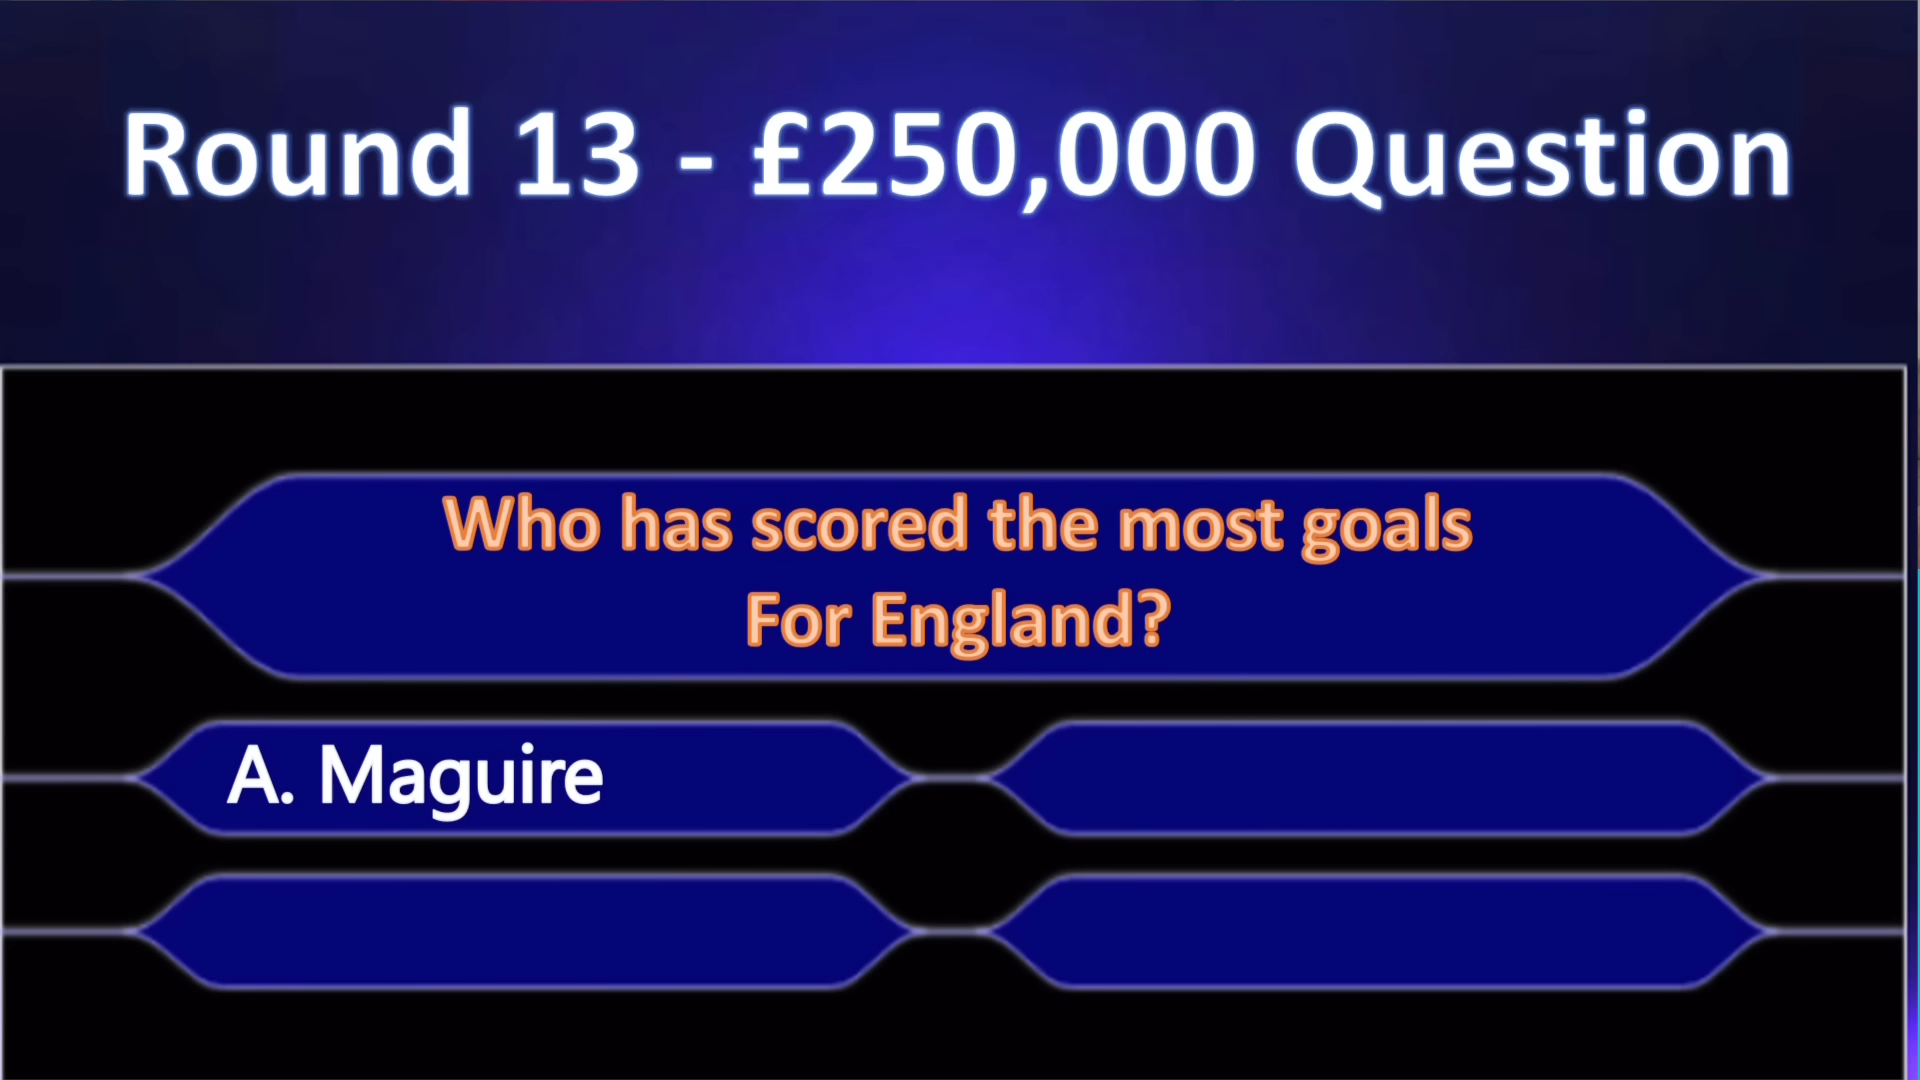 Round 13 - £250,000 Question
Who has scored the most goals
For England?
A. Maguire